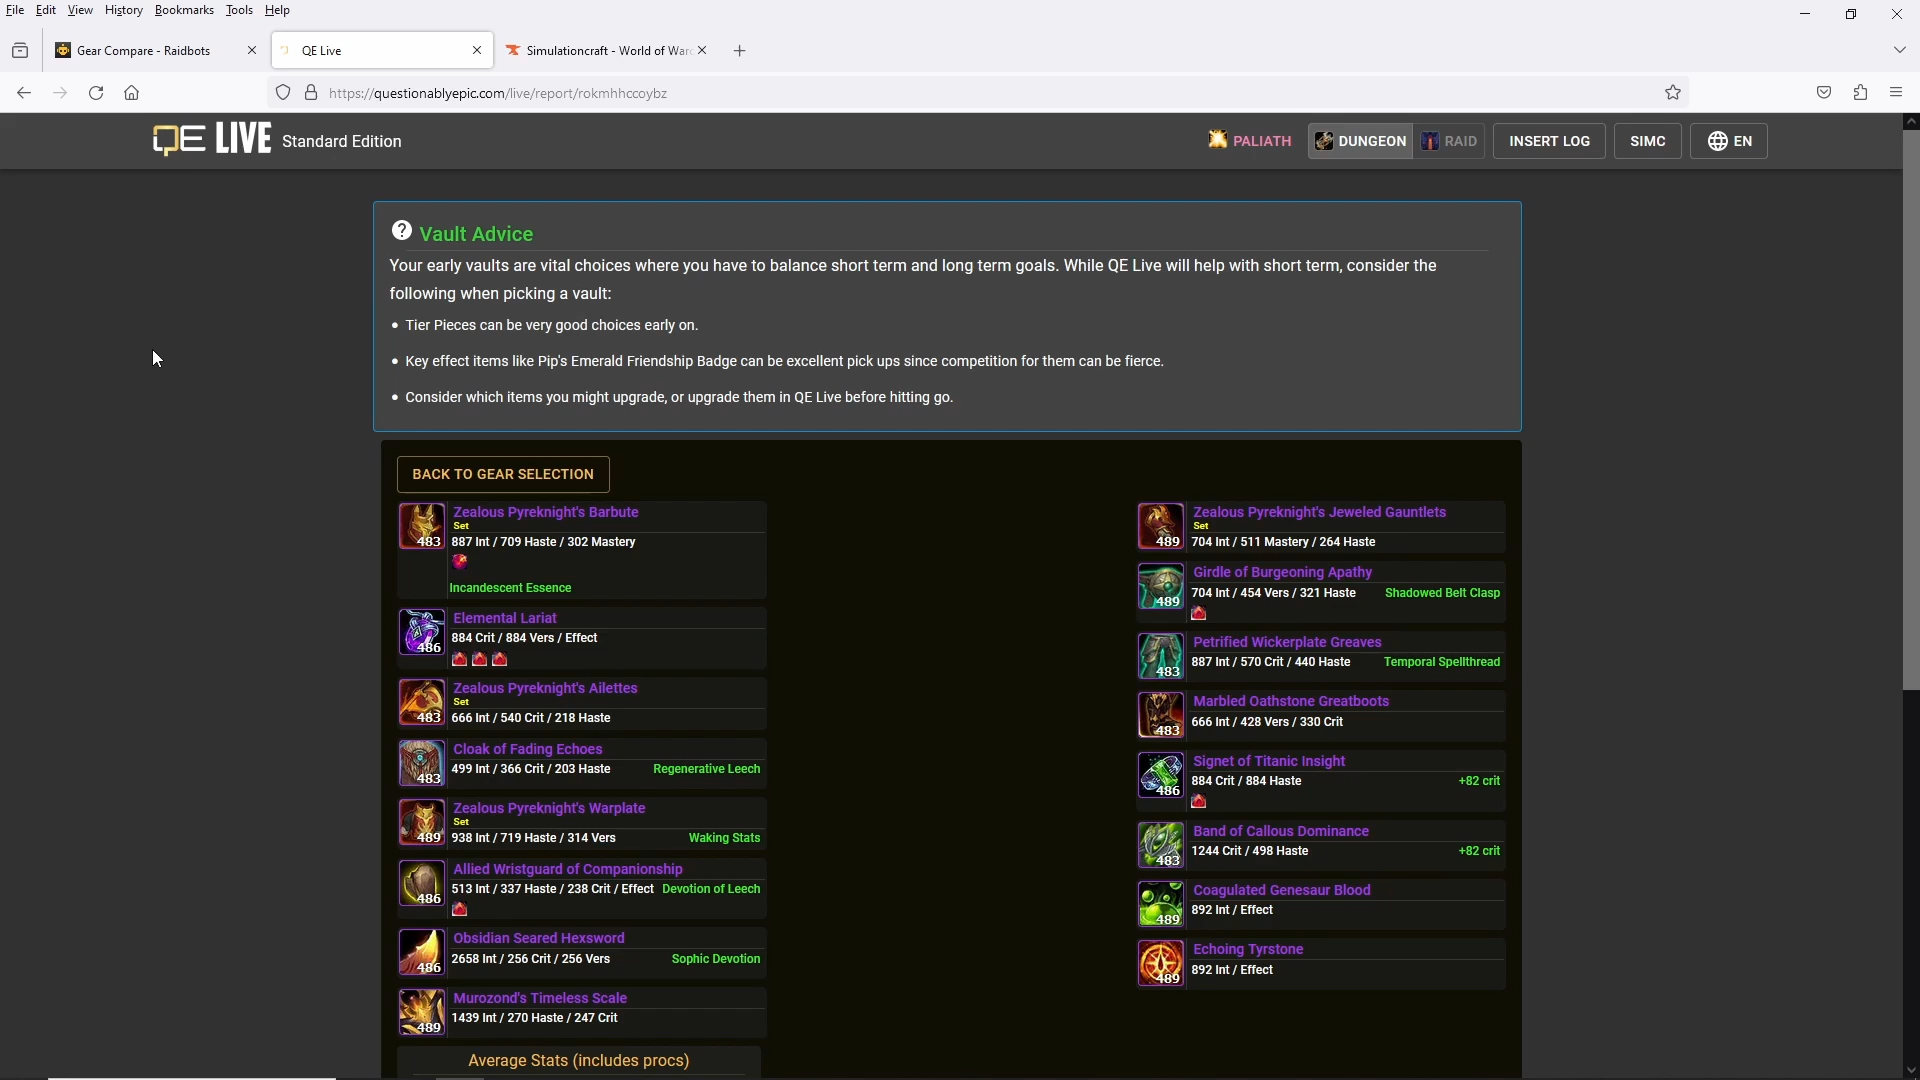 File Edit View History Bookmarks Tools Help
Gear Compare - Raidbots
QE Live
Simulationcraft - World of Warc
https://questionablyepic.com/live/report/rokmhhccoybz
QE LIVE Standard Edition
PALIATH
DUNGEON
RAID
INSERT LOG
SIMC
EN
Vault Advice
Your early vaults are vital choices where you have to balance short term and long term goals. While QE Live will help with short term, consider the
following when picking a vault:
• Tier Pieces can be very good choices early on.
• Key effect items like Pip's Emerald Friendship Badge can be excellent pick ups since competition for them can be fierce.
• Consider which items you might upgrade, or upgrade them in QE Live before hitting go.
BACK TO GEAR SELECTION
483
Zealous Pyreknight's Barbute
Set
887 Int / 709 Haste / 302 Mastery
Incandescent Essence
486
Elemental Lariat
884 Crit / 884 Vers / Effect
483
Zealous Pyreknight's Ailettes
Set
666 Int / 540 Crit / 218 Haste
483
Cloak of Fading Echoes
499 Int / 366 Crit / 203 Haste Regenerative Leech
489
Zealous Pyreknight's Warplate
Set
938 Int / 719 Haste / 314 Vers Waking Stats
486
Allied Wristguard of Companionship
513 Int / 337 Haste / 238 Crit / Effect Devotion of Leech
486
Obsidian Seared Hexsword
2658 Int / 256 Crit / 256 Vers Sophic Devotion
489
Murozond's Timeless Scale
1439 Int / 270 Haste / 247 Crit
Average Stats (includes procs)
489
Zealous Pyreknight's Jeweled Gauntlets
Set
704 Int / 511 Mastery / 264 Haste
489
Girdle of Burgeoning Apathy
704 Int / 454 Vers / 321 Haste Shadowed Belt Clasp
483
Petrified Wickerplate Greaves
887 Int / 570 Crit / 440 Haste Temporal Spellthread
483
Marbled Oathstone Greatboots
666 Int / 428 Vers / 330 Crit
486
Signet of Titanic Insight
884 Crit / 884 Haste +82 crit
483
Band of Callous Dominance
1244 Crit / 498 Haste +82 crit
489
Coagulated Genesaur Blood
892 Int / Effect
489
Echoing Tyrstone
892 Int / Effect